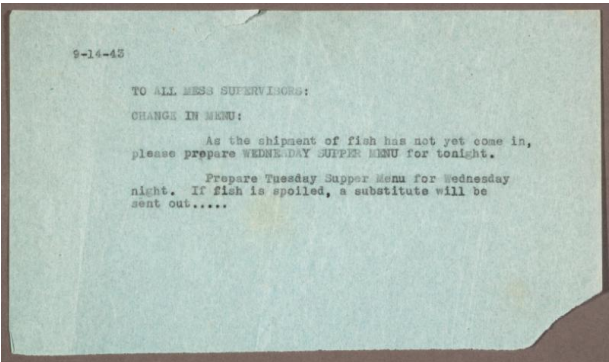 9-14-43
TO ALL MESS SUPERVISORS:
CHANGE IN MENU:
As the shipment of fish has not yet come in,
please prepare WEDNESDAY SUPPER MENU for tonight.
Prepare Tuesday Supper Menu for Wednesday
night. If fish is spoiled, a substitute will be
sent out.....